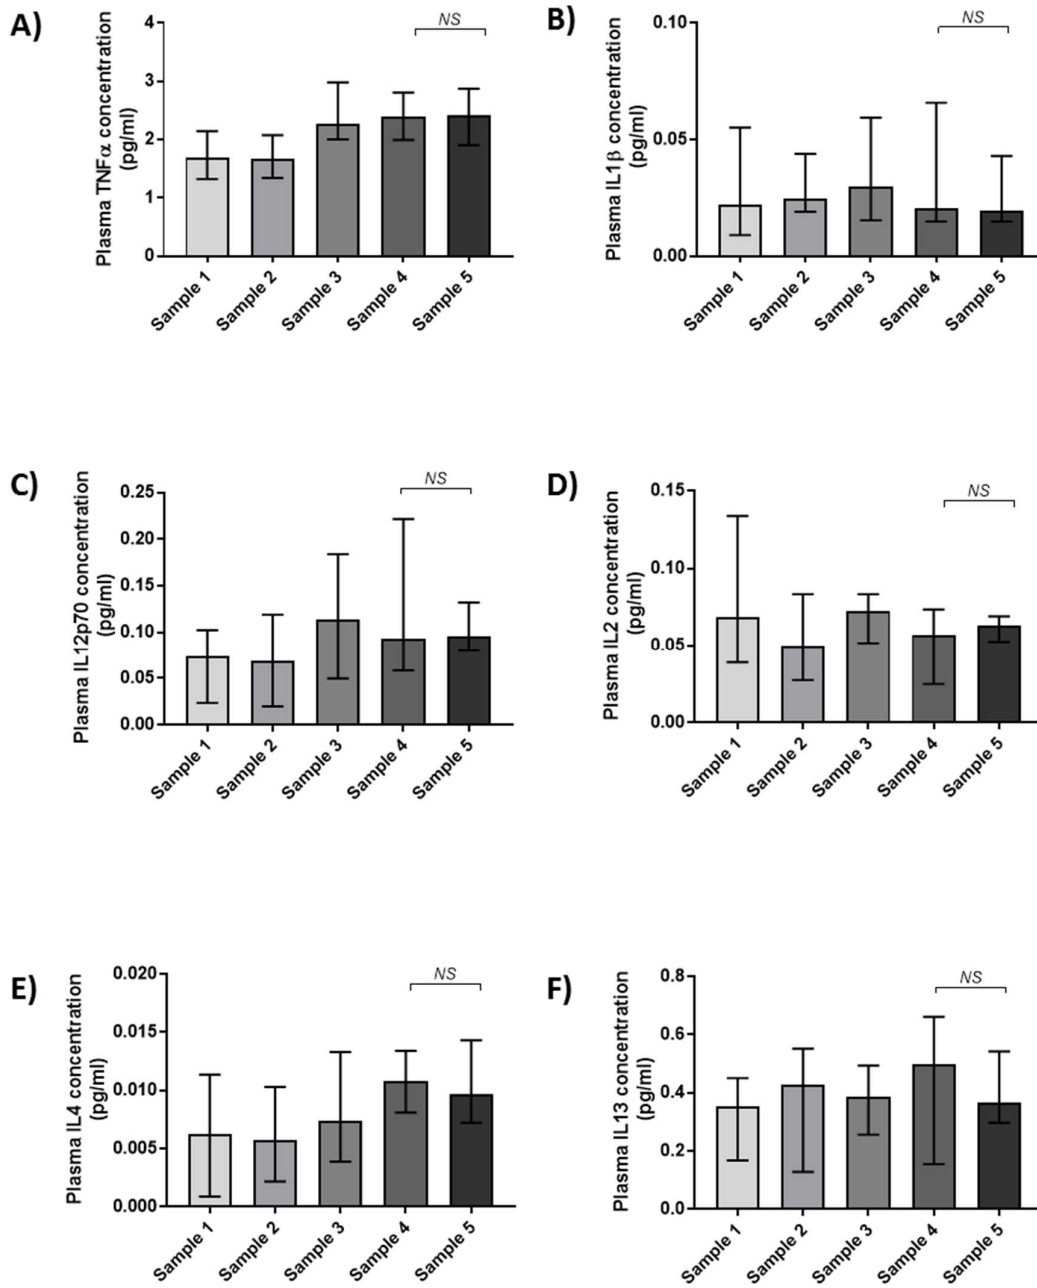 A)
Plasma TNFα concentration
(pg/ml)
4
3
2
1
0
NS
Sample 1
Sample 2
Sample 3
Sample 4
Sample 5
B)
Plasma IL1β concentration
(pg/ml)
0.10
0.05
0.00
NS
Sample 1
Sample 2
Sample 3
Sample 4
Sample 5
C)
Plasma IL12p70 concentration
(pg/ml)
0.25
0.20
0.15
0.10
0.05
0.00
NS
Sample 1
Sample 2
Sample 3
Sample 4
Sample 5
D)
Plasma IL2 concentration
(pg/ml)
0.15
0.10
0.05
0.00
NS
Sample 1
Sample 2
Sample 3
Sample 4
Sample 5
E)
Plasma IL4 concentration
(pg/ml)
0.020
0.015
0.010
0.005
0.000
NS
Sample 1
Sample 2
Sample 3
Sample 4
Sample 5
F)
Plasma IL13 concentration
(pg/ml)
0.8
0.6
0.4
0.2
0.0
NS
Sample 1
Sample 2
Sample 3
Sample 4
Sample 5